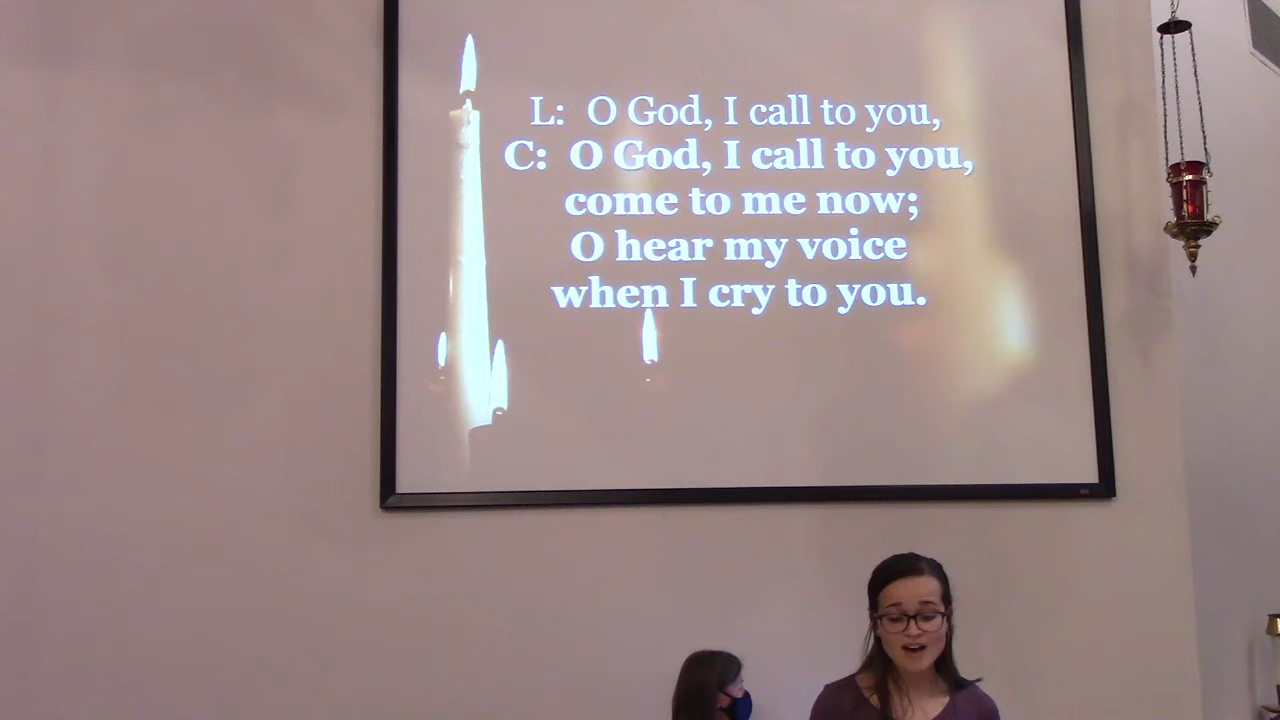 L: O God, I call to you,
C: O God, I call to you,
come to me now;
O hear my voice
when I cry to you.